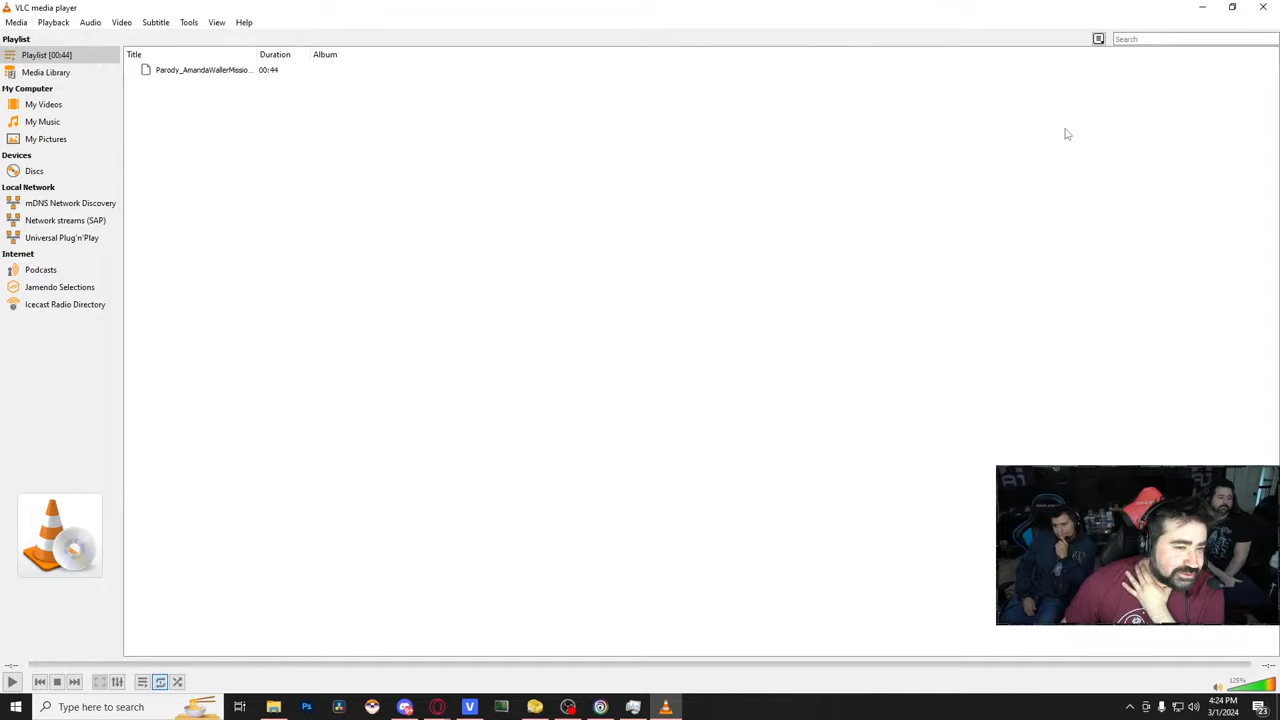 VLC media player
Media Playback Audio Video Subtitle Tools View Help
Playlist
Search
Playlist [00:44]
Title Duration Album
Parody_AmandaWallerMissio... 00:44
Media Library
My Computer
My Videos
My Music
My Pictures
Devices
Discs
Local Network
mDNS Network Discovery
Network streams (SAP)
Universal Plug'n'Play
Internet
Podcasts
Jamendo Selections
Icecast Radio Directory
--:-- --:--
125%
Type here to search
4:24 PM
3/1/2024
23